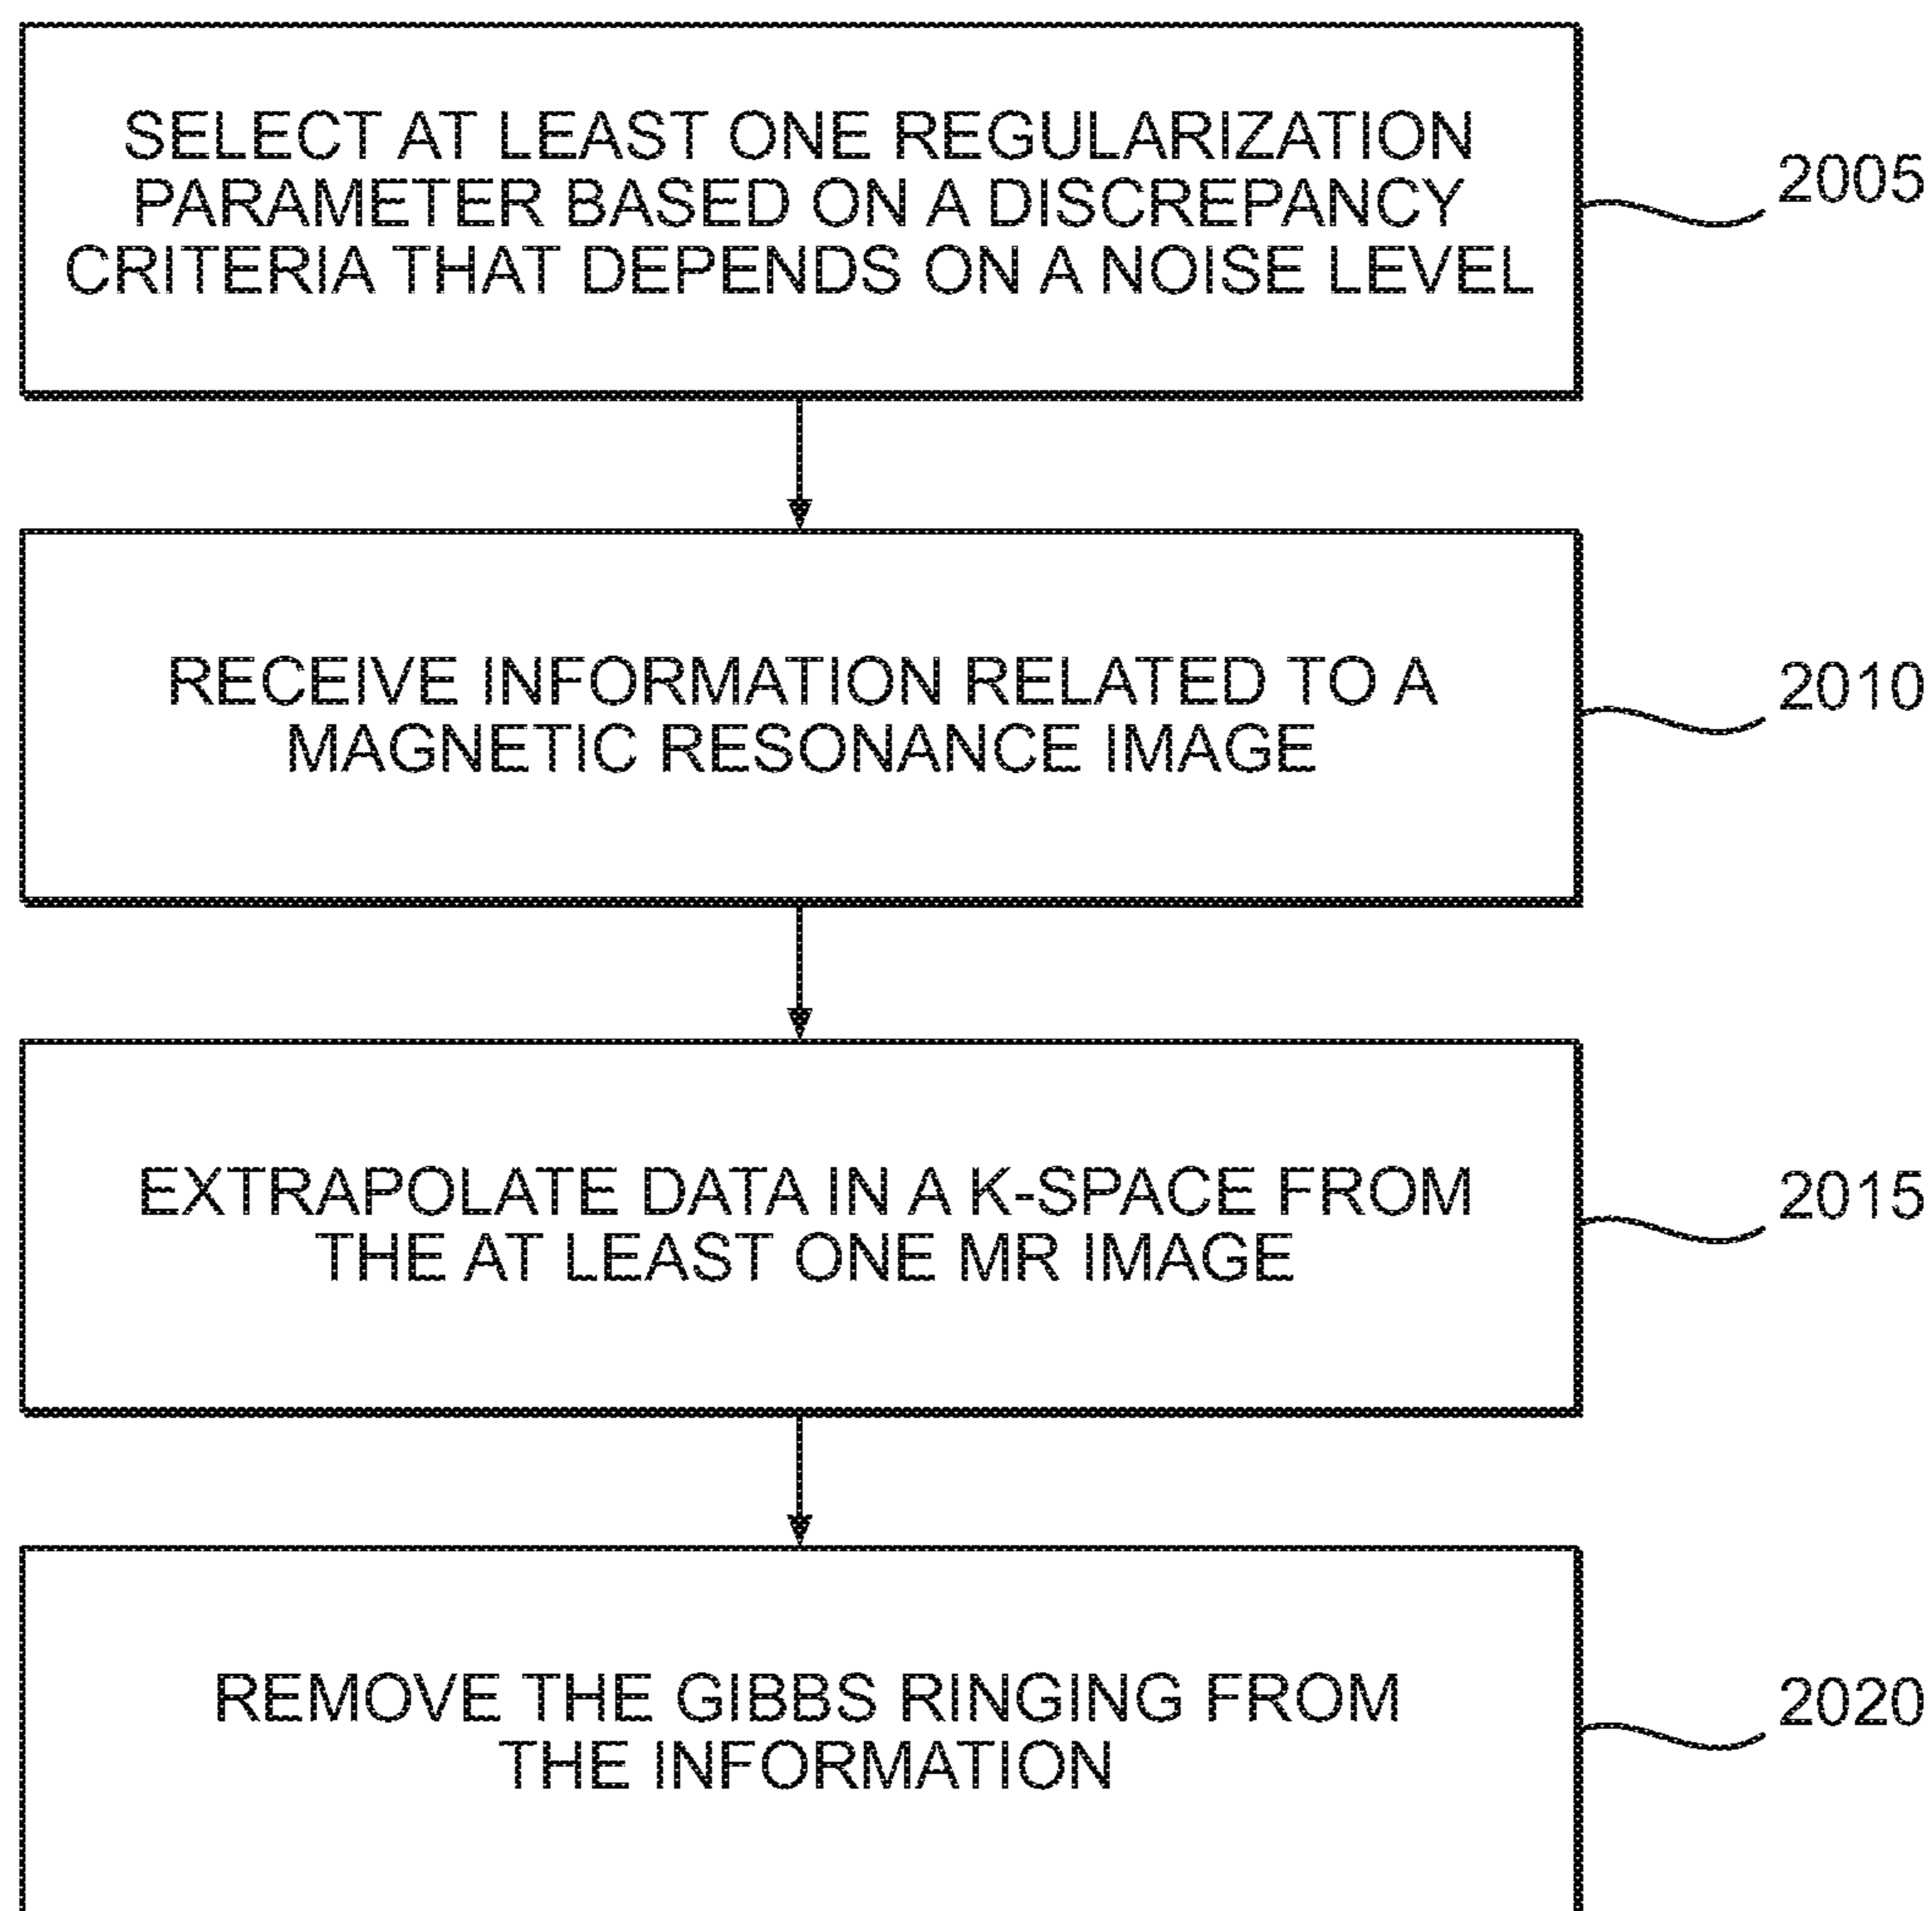 SELECT AT LEAST ONE REGULARIZATION
PARAMETER BASED ON A DISCREPANCY
CRITERIA THAT DEPENDS ON A NOISE LEVEL
2005
RECEIVE INFORMATION RELATED TO A
MAGNETIC RESONANCE IMAGE
2010
EXTRAPOLATE DATA IN A K-SPACE FROM
THE AT LEAST ONE MR IMAGE
2015
REMOVE THE GIBBS RINGING FROM
THE INFORMATION
2020